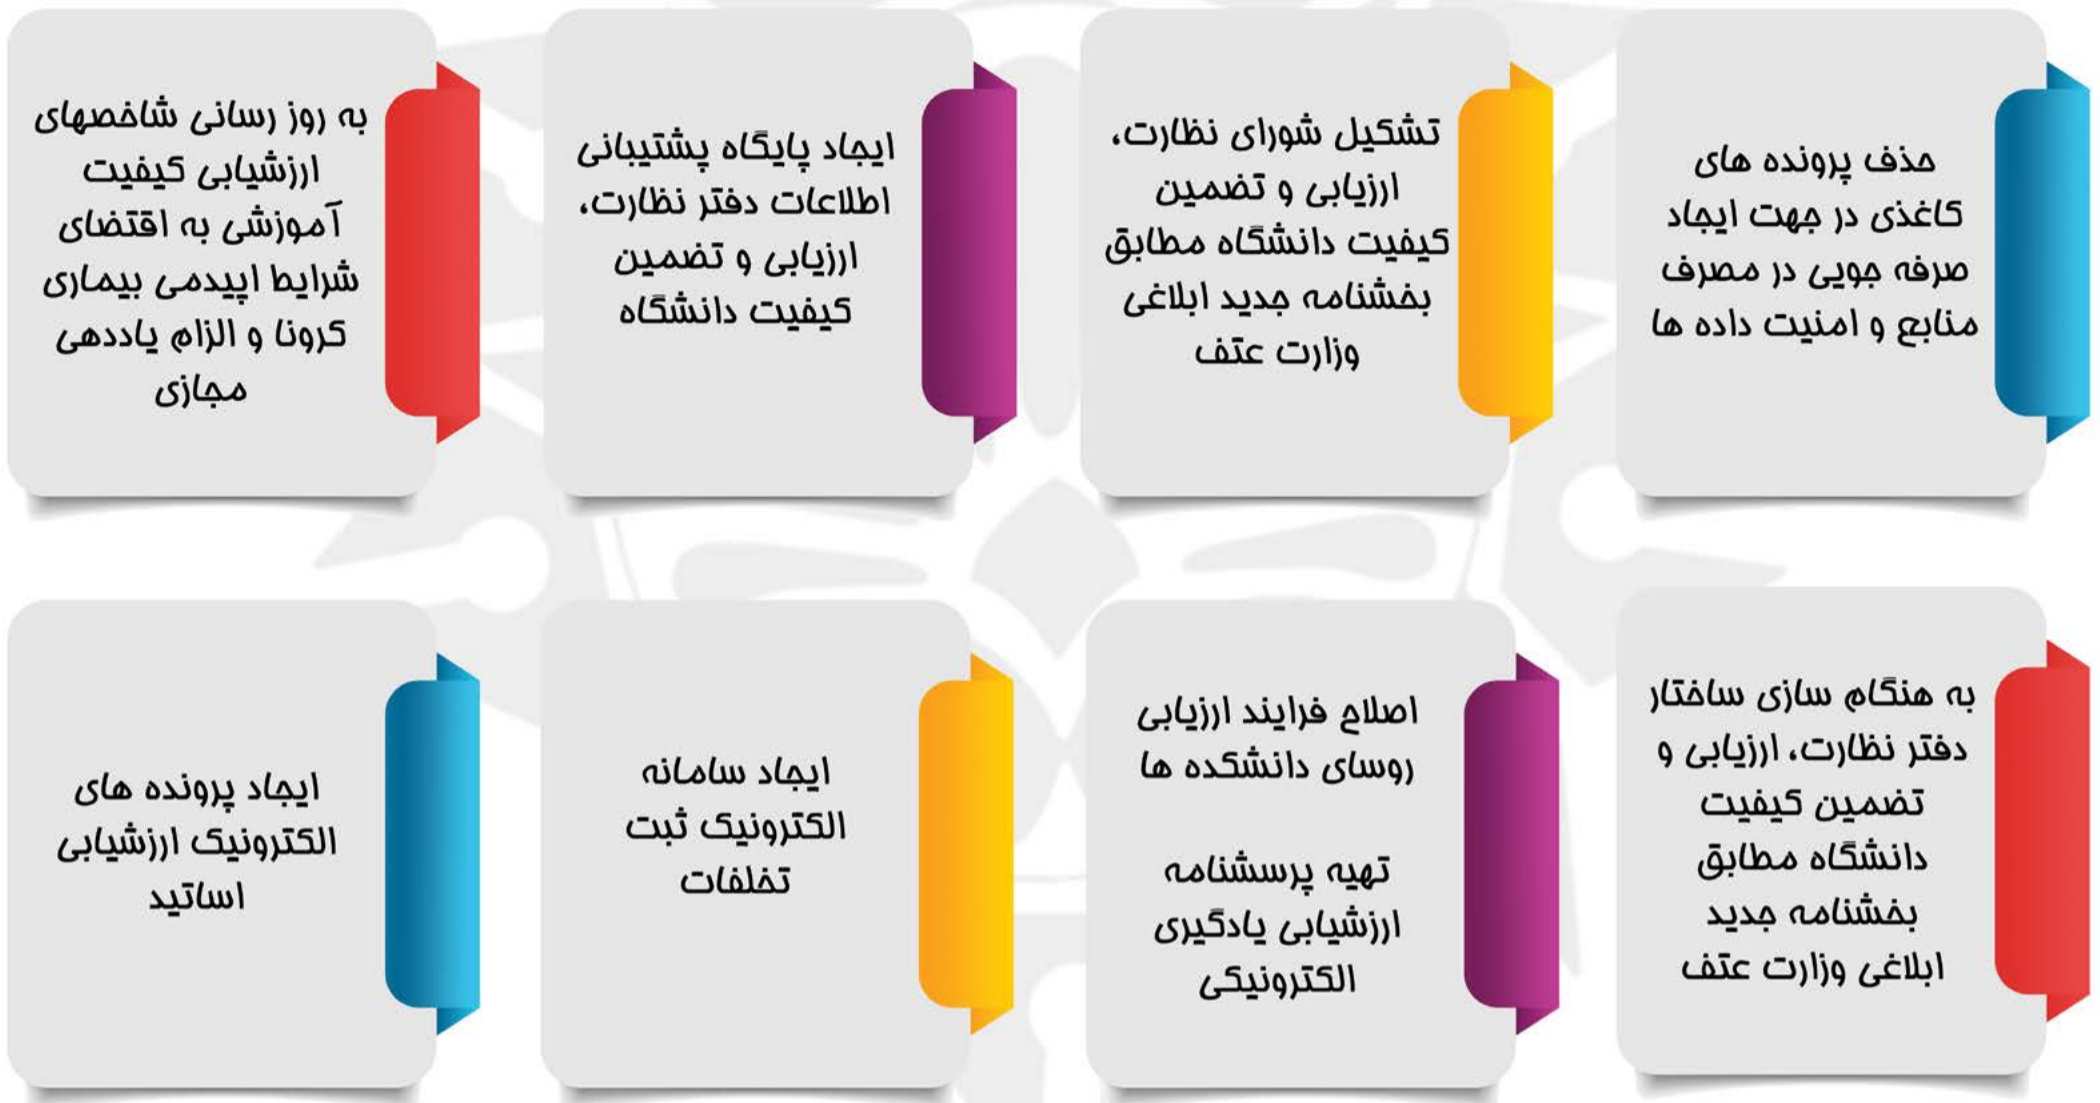 حذف پرونده های
کاغذی در جهت ایجاد
صرفه جویی در مصرف
منابع و امنیت داده ها
تشکیل شورای نظارت،
ارزیابی و تضمین
کیفیت دانشگاه مطابق
بخشنامه جدید ابلاغی
وزارت عتف
ایجاد پایگاه پشتیبانی
اطلاعات دفتر نظارت،
ارزیابی و تضمین
کیفیت دانشگاه
به روز رسانی شاخصهای
ارزشیابی کیفیت
آموزشی به اقتضای
شرایط اپیدمی بیماری
کرونا و الزام یاددهی
مجازی
به هنگام سازی ساختار
دفتر نظارت، ارزیابی و
تضمین کیفیت
دانشگاه مطابق
بخشنامه جدید
ابلاغی وزارت عتف
اصلاح فرایند ارزیابی
روسای دانشکده ها
تهیه پرسشنامه
ارزشیابی یادگیری
الکترونیکی
ایجاد سامانه
الکترونیک ثبت
تخلفات
ایجاد پرونده های
الکترونیک ارزشیابی
اساتید